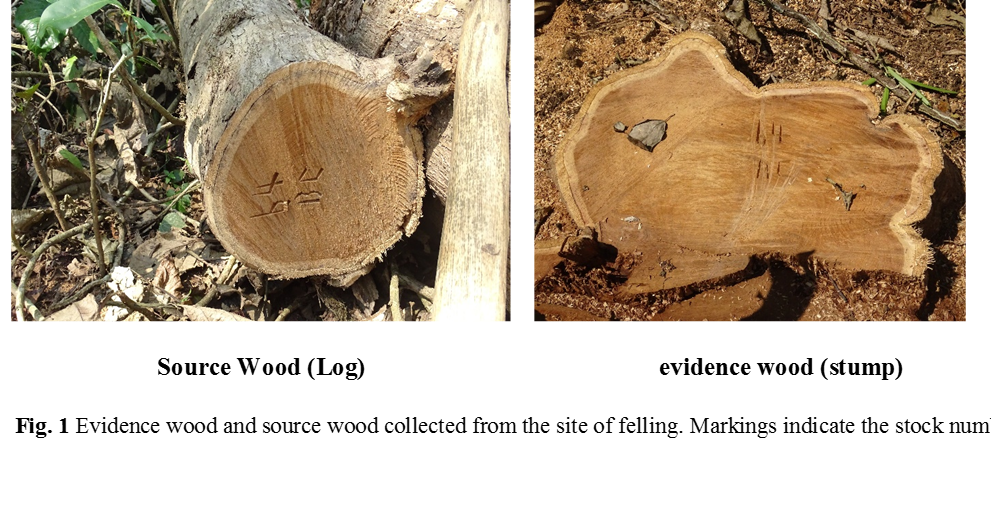 Source Wood (Log)
evidence wood (stump)
Fig. 1 Evidence wood and source wood collected from the site of felling. Markings indicate the stock